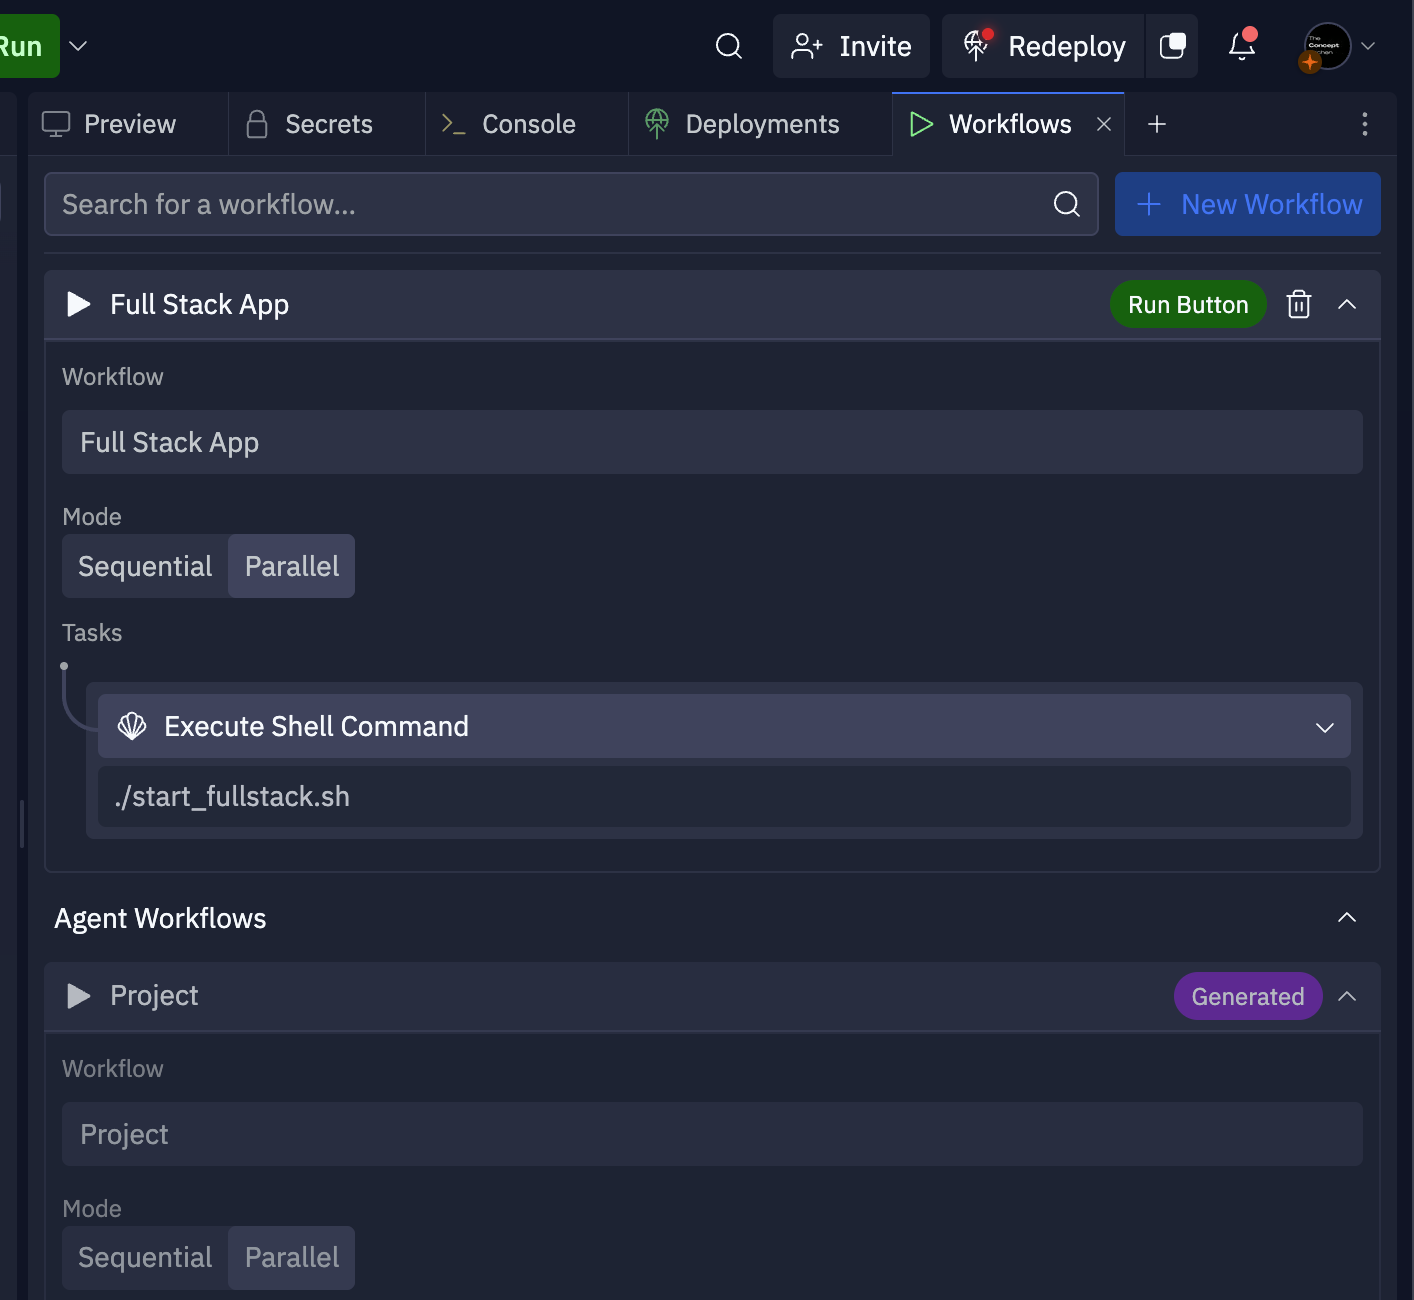 Run
Invite
Redeploy
The
Concept
Preview
Secrets
Console
Deployments
Workflows
Search for a workflow...
New Workflow
Full Stack App
Run Button
Workflow
Full Stack App
Mode
Sequential
Parallel
Tasks
Execute Shell Command
./start_fullstack.sh
Agent Workflows
Project
Generated
Workflow
Project
Mode
Sequential
Parallel